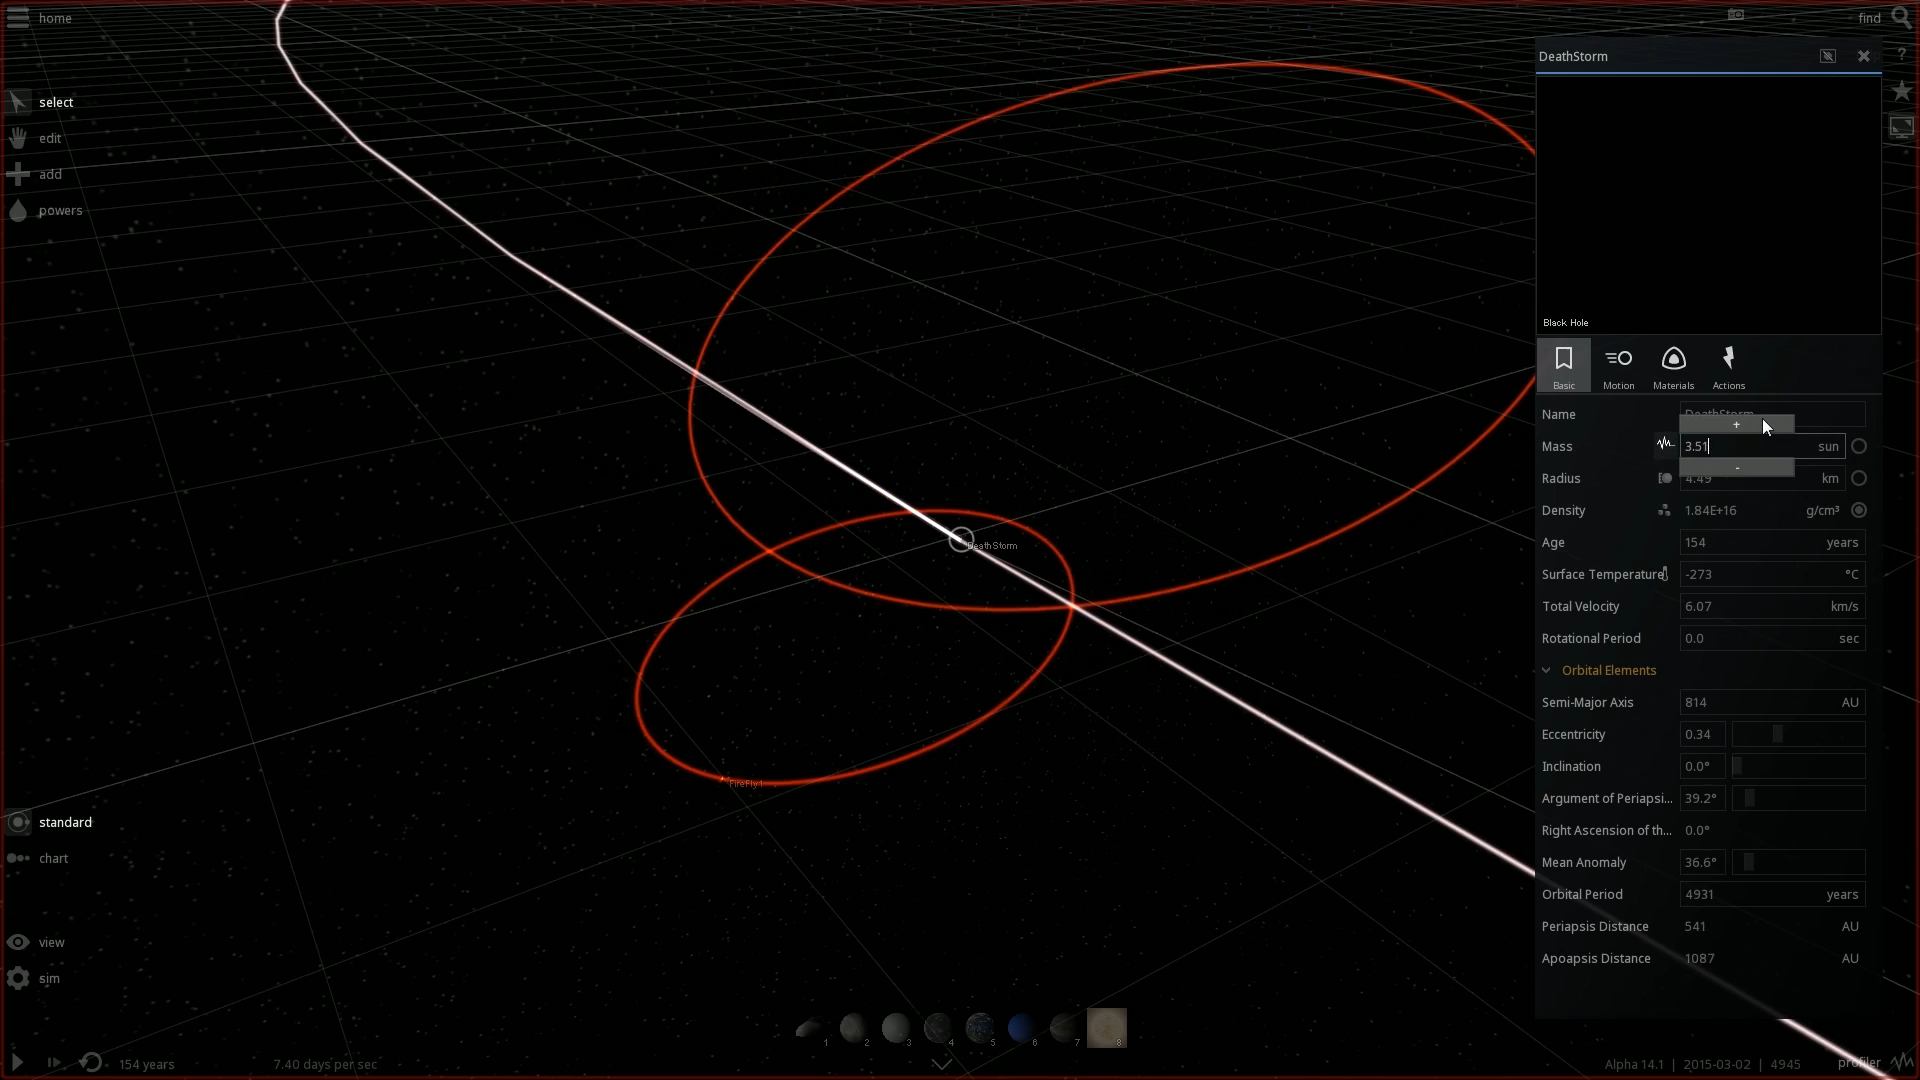 home
find
DeathStorm
?
select
edit
add
powers
Black Hole
Basic
Motion
Materials
Actions
Name DeathStorm
+
Mass 3.51 sun
-
Radius 4.49 km
Density 1.84E+16 g/cm³
Age 154 years
Surface Temperature -273 °C
Total Velocity 6.07 km/s
Rotational Period 0.0 sec
Orbital Elements
Semi-Major Axis 814 AU
Eccentricity 0.34
Inclination 0.0°
Argument of Periapsi... 39.2°
Right Ascension of th... 0.0°
Mean Anomaly 36.6°
Orbital Period 4931 years
Periapsis Distance 541 AU
Apoapsis Distance 1087 AU
DeathStorm
FireFly1
standard
chart
view
sim
1 2 3 4 5 6 7 8
154 years
7.40 days per sec
Alpha 14.1 | 2015-03-02 | 4945
profiler